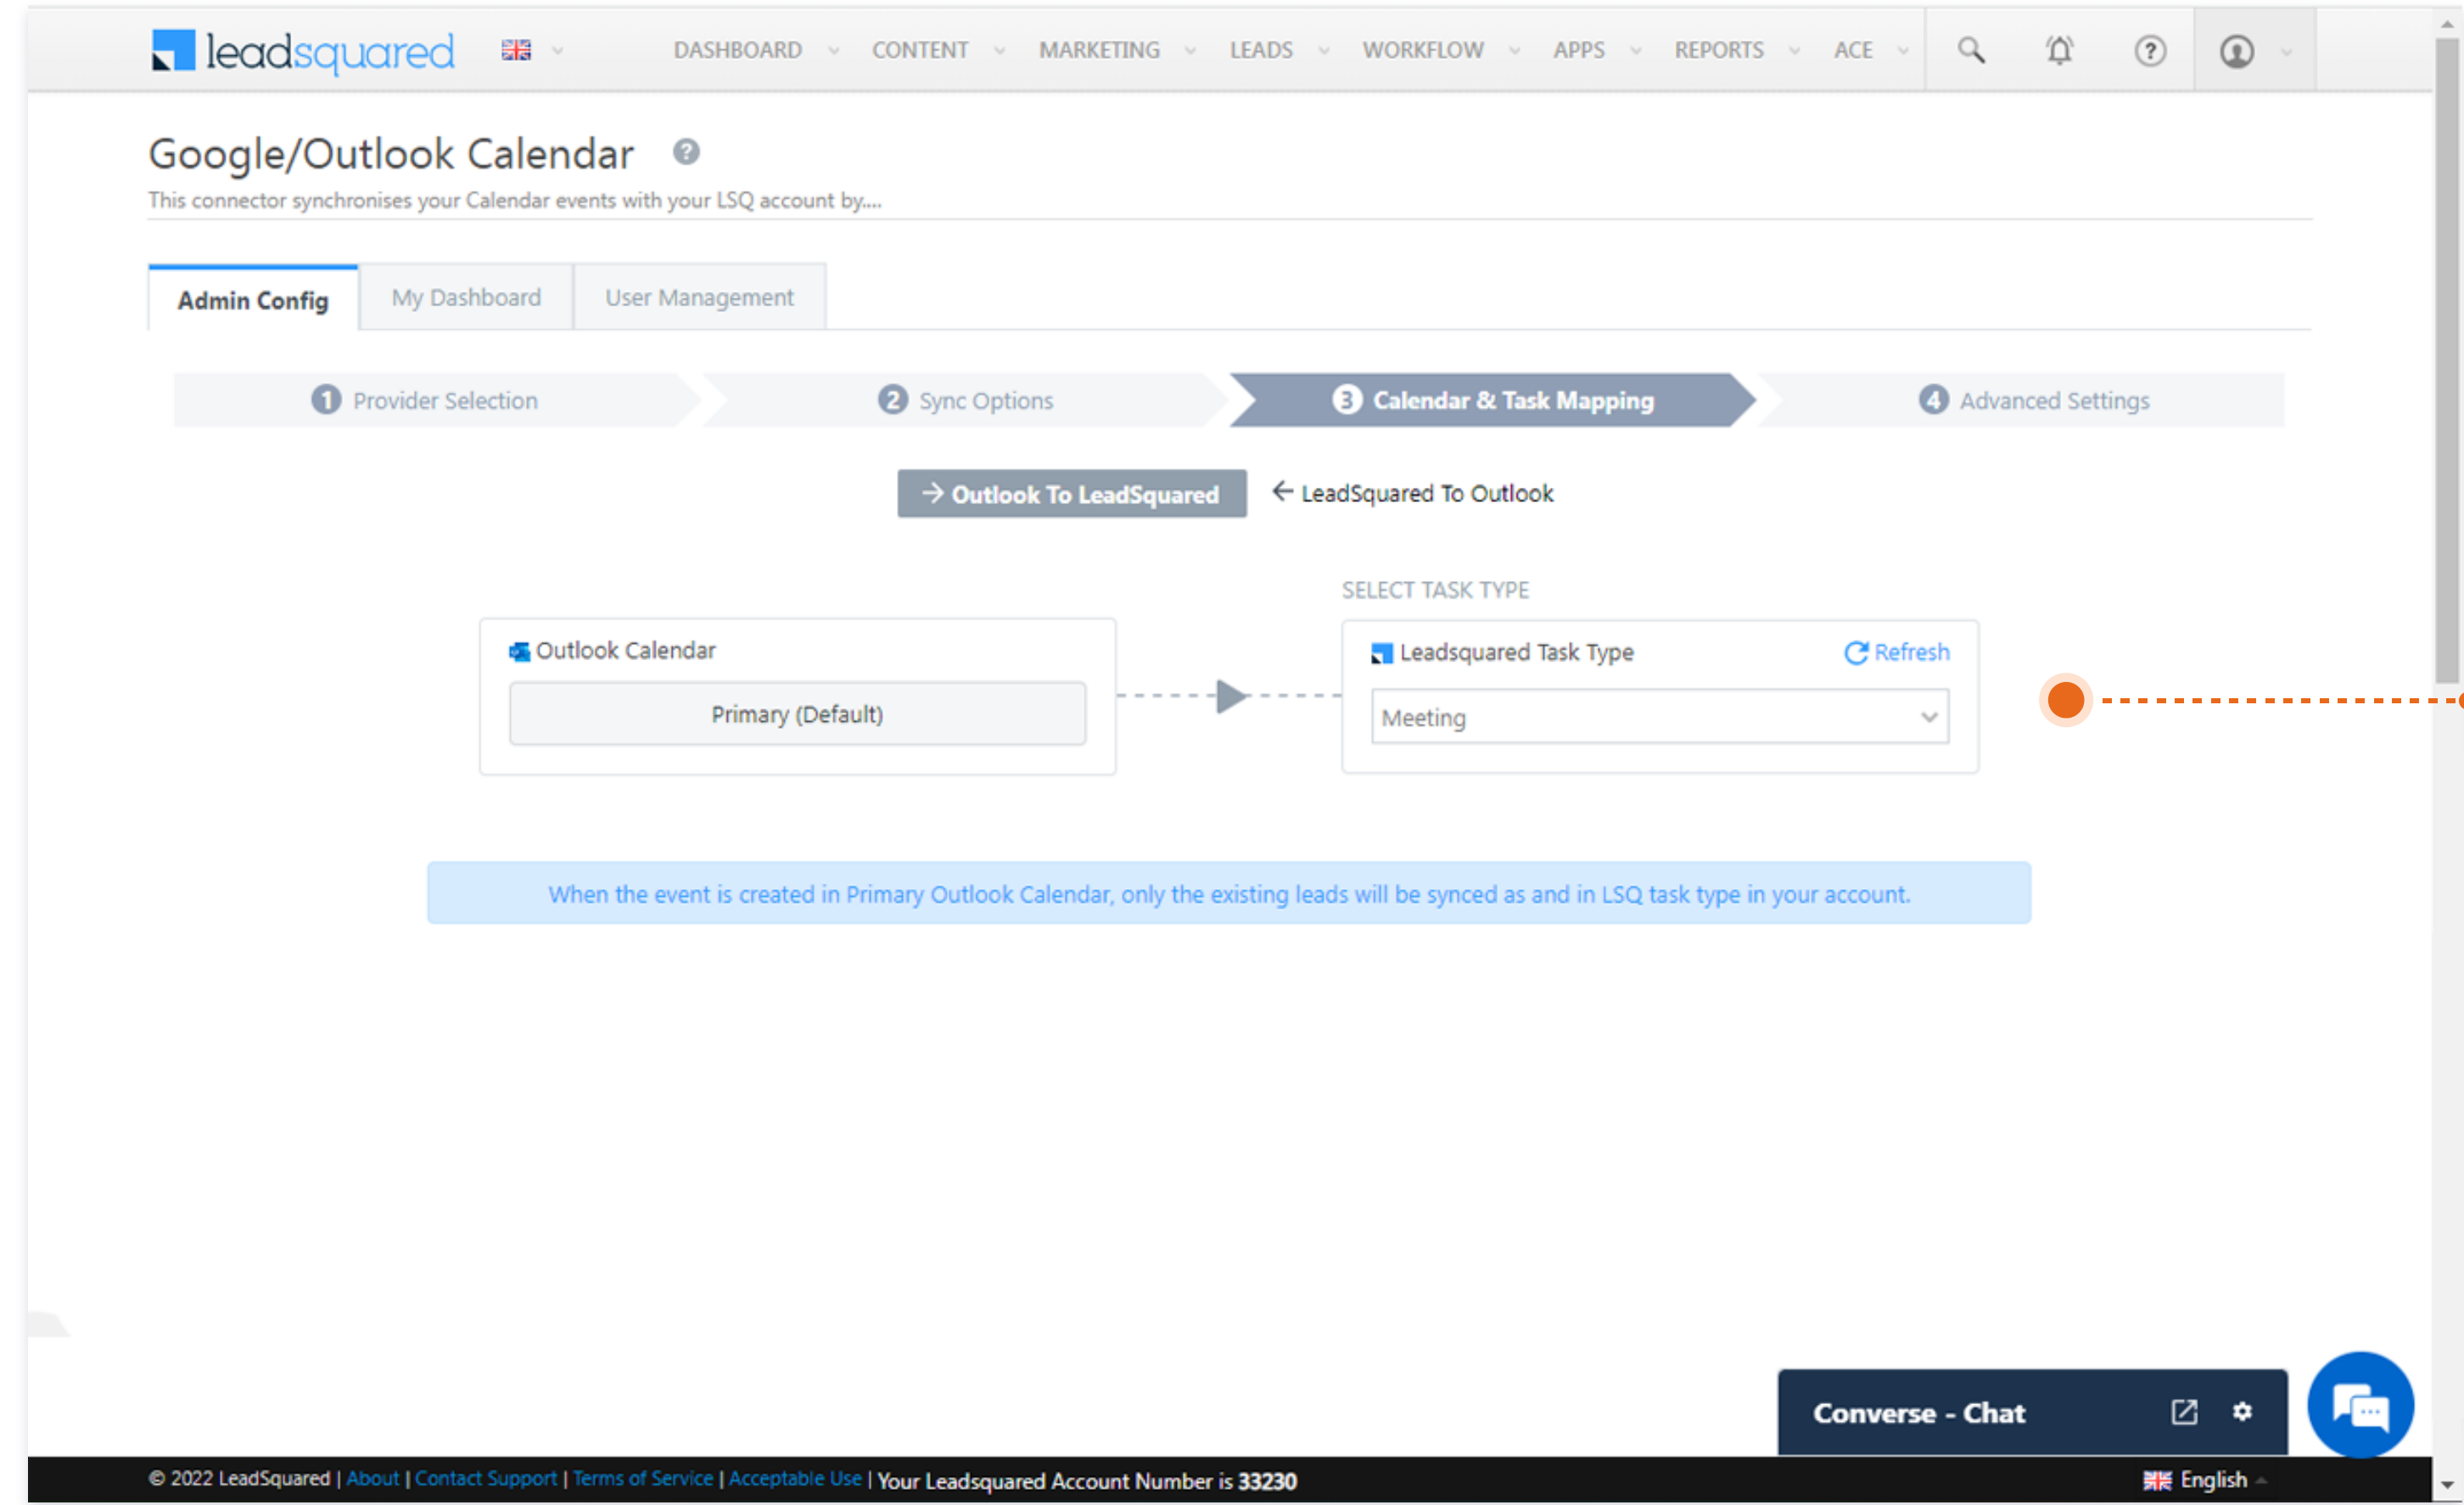 leadsquared DASHBOARD CONTENT MARKETING LEADS WORKFLOW APPS REPORTS ACE
Google/Outlook Calendar ?
This connector synchronises your Calendar events with your LSQ account by....
Admin Config My Dashboard User Management
1 Provider Selection 2 Sync Options 3 Calendar & Task Mapping 4 Advanced Settings
→ Outlook To LeadSquared ← LeadSquared To Outlook
SELECT TASK TYPE
Outlook Calendar Leadsquared Task Type Refresh
Primary (Default) Meeting
When the event is created in Primary Outlook Calendar, only the existing leads will be synced as and in LSQ task type in your account.
Converse - Chat
© 2022 LeadSquared | About | Contact Support | Terms of Service | Acceptable Use | Your Leadsquared Account Number is 33230 English